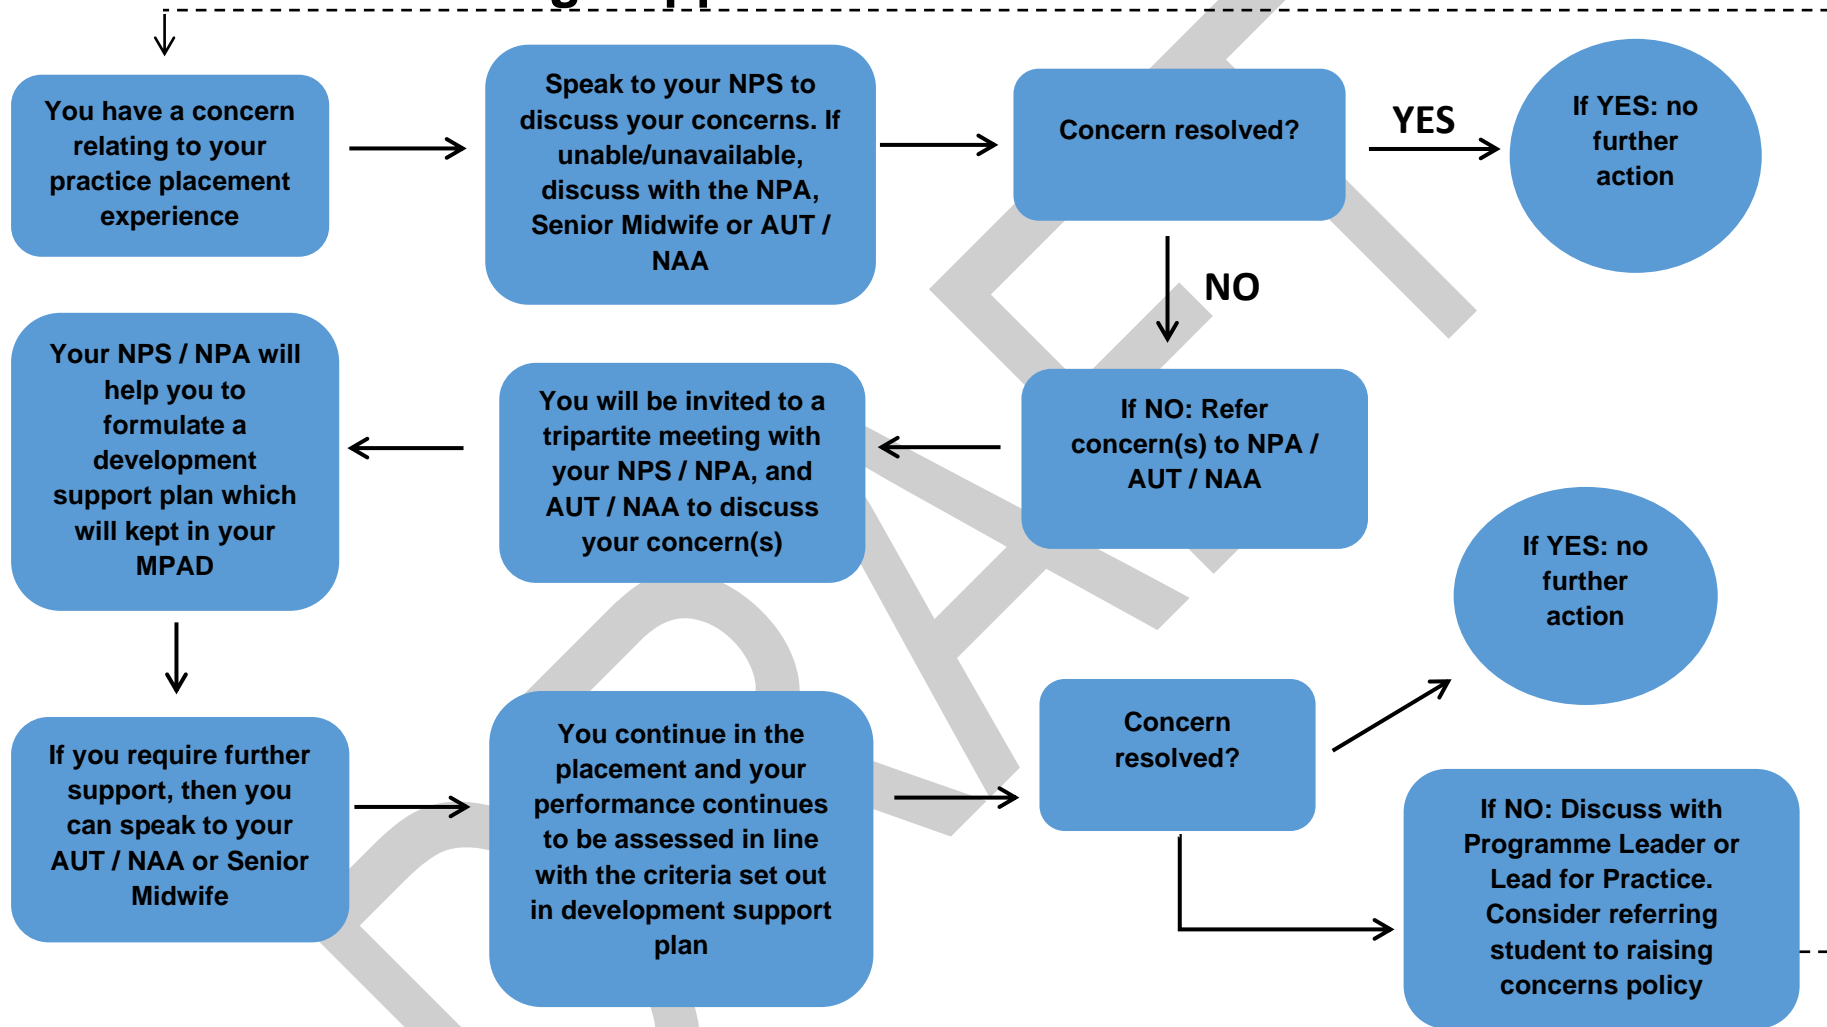 You have a concern
relating to your
practice placement
experience
Speak to your NPS to
discuss your concerns. If
unable/unavailable,
discuss with the NPA,
Senior Midwife or AUT /
NAA
Concern resolved?
YES
If YES: no
further
action
NO
If NO: Refer
concern(s) to NPA /
AUT / NAA
You will be invited to a
tripartite meeting with
your NPS / NPA, and
AUT / NAA to discuss
your concern(s)
Your NPS / NPA will
help you to
formulate a
development
support plan which
will kept in your
MPAD
If you require further
support, then you
can speak to your
AUT / NAA or Senior
Midwife
You continue in the
placement and your
performance continues
to be assessed in line
with the criteria set out
in development support
plan
Concern
resolved?
If YES: no
further
action
If NO: Discuss with
Programme Leader or
Lead for Practice.
Consider referring
student to raising
concerns policy
DRAFT